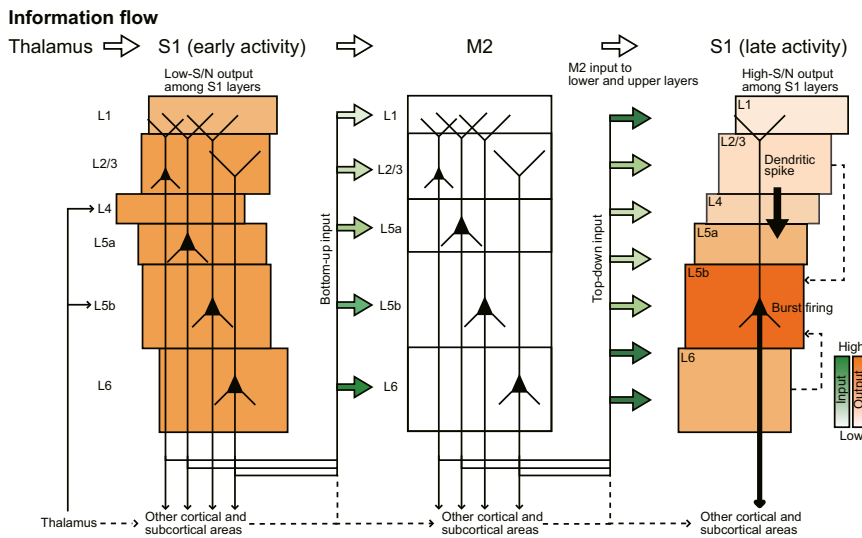 Information flow
Thalamus
S1 (early activity)
M2
S1 (late activity)
Low-S/N output
among S1 layers
M2 input to
lower and upper layers
High-S/N output
among S1 layers
L1
L2/3
L4
L5a
L5b
L6
Thalamus
Other cortical and
subcortical areas
Bottom-up input
L1
L2/3
L5a
L5b
L6
Other cortical and
subcortical areas
Top-down input
L1
L2/3
Dendritic
spike
L4
L5a
L5b
Burst firing
L6
Other cortical and
subcortical areas
High
Input
Output
Low